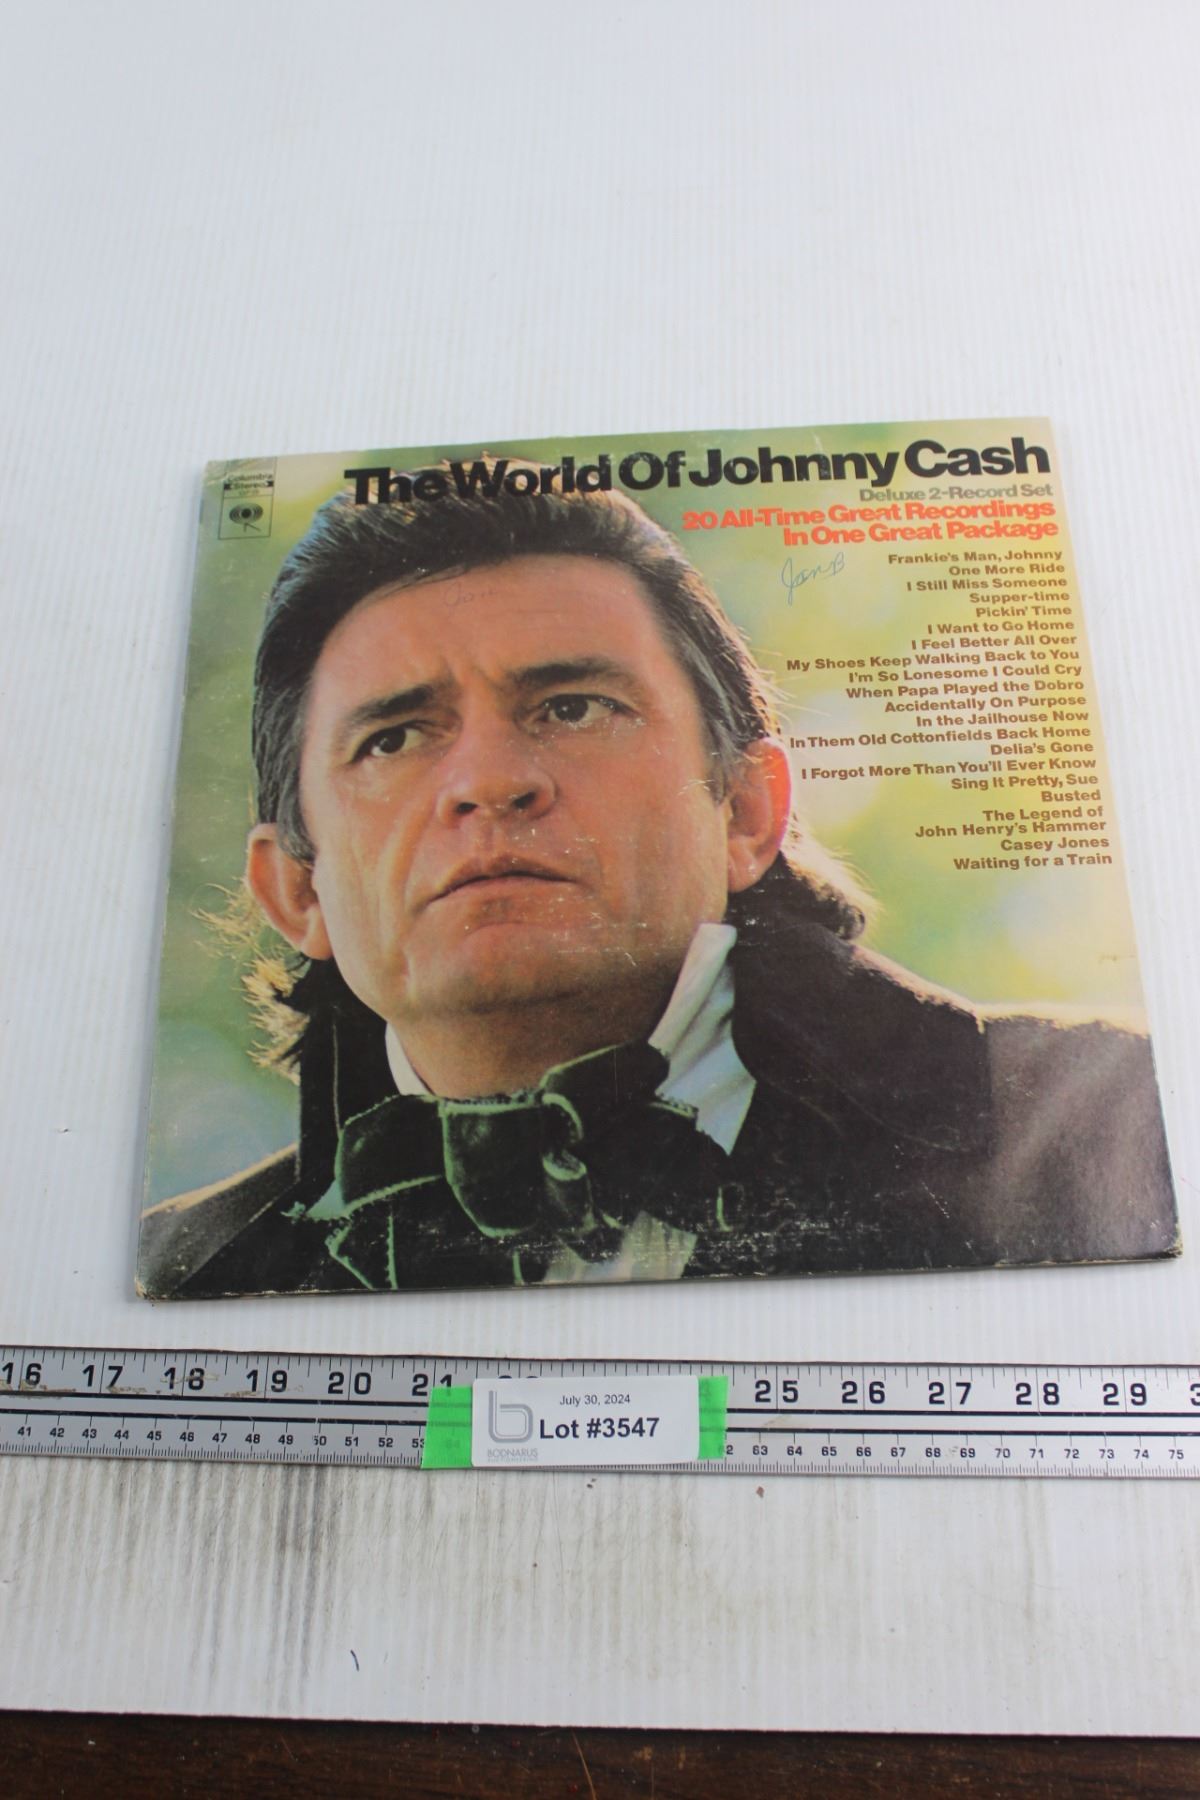 Columbia
Stereo
The World Of Johnny Cash
Deluxe 2-Record Set
20 All-Time Great Recordings
In One Great Package
Jan B
Frankie's Man, Johnny
One More Ride
I Still Miss Someone
Supper-time
Pickin' Time
I Want to Go Home
I Feel Better All Over
My Shoes Keep Walking Back to You
I'm So Lonesome I Could Cry
When Papa Played the Dobro
Accidentally On Purpose
In the Jailhouse Now
In Them Old Cottonfields Back Home
Delia's Gone
I Forgot More Than You'll Ever Know
Sing It Pretty, Sue
Busted
The Legend of
John Henry's Hammer
Casey Jones
Waiting for a Train
16 17 18 19 20 21 25 26 27 28 29 3
July 30, 2024
Lot #3547
BODNARUS
41 42 43 44 45 46 47 48 49 50 51 52 53 62 63 64 65 66 67 68 69 70 71 72 73 74 75